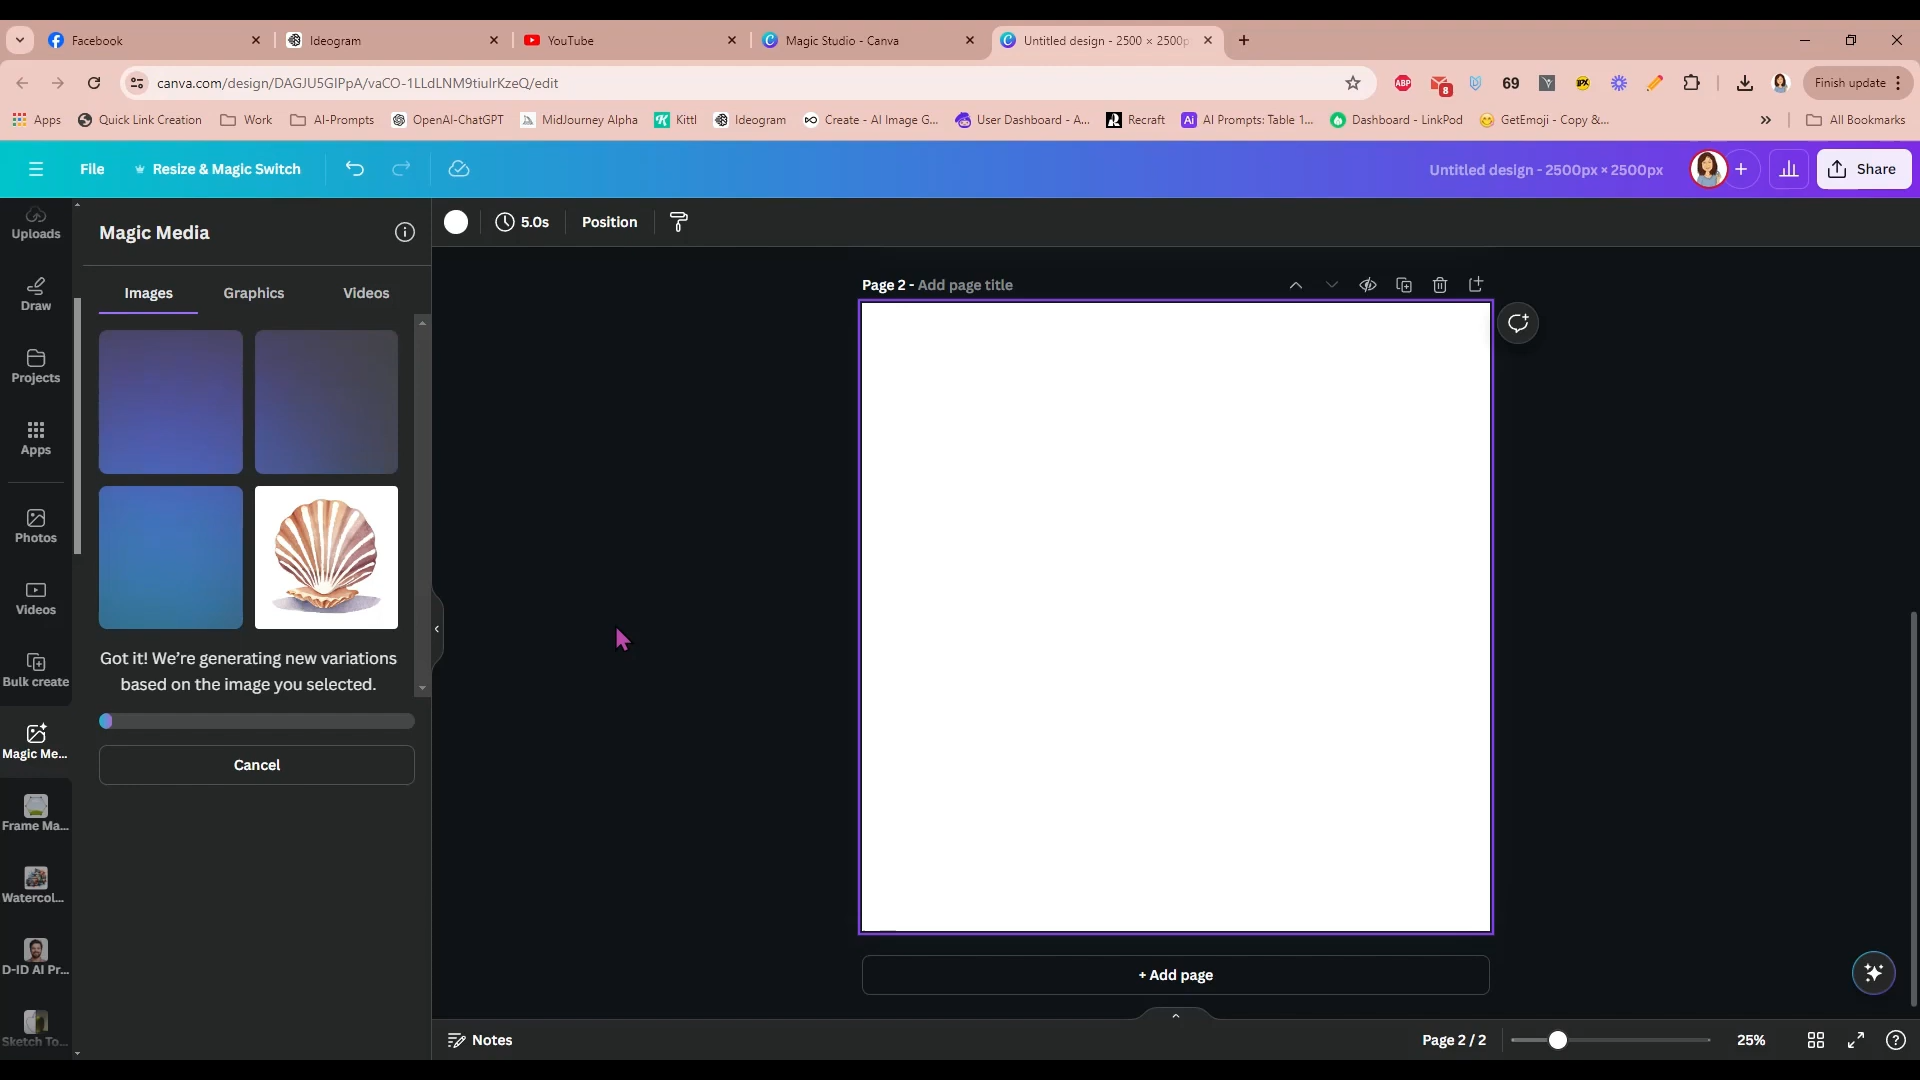 Facebook
Ideogram
YouTube
Magic Studio - Canva
Untitled design - 2500 × 2500p
canva.com/design/DAGJU5GIPpA/vaCO-1LLdLNM9tiuIrKzeQ/edit
ABP
8
69
Finish update
Apps
Quick Link Creation
Work
AI-Prompts
OpenAI-ChatGPT
MidJourney Alpha
Kittl
Ideogram
Create - AI Image G...
User Dashboard - A...
Recraft
AI Prompts: Table 1...
Dashboard - LinkPod
GetEmoji - Copy &...
All Bookmarks
File
Resize & Magic Switch
Untitled design - 2500px × 2500px
Share
Uploads
Draw
Projects
Apps
Photos
Videos
Bulk create
Magic Me...
Frame Ma...
Watercol...
D-ID AI Pr...
Sketch To...
Magic Media
Images
Graphics
Videos
Got it! We're generating new variations
based on the image you selected.
Cancel
5.0s
Position
Page 2 - Add page title
+ Add page
Notes
Page 2 / 2
25%